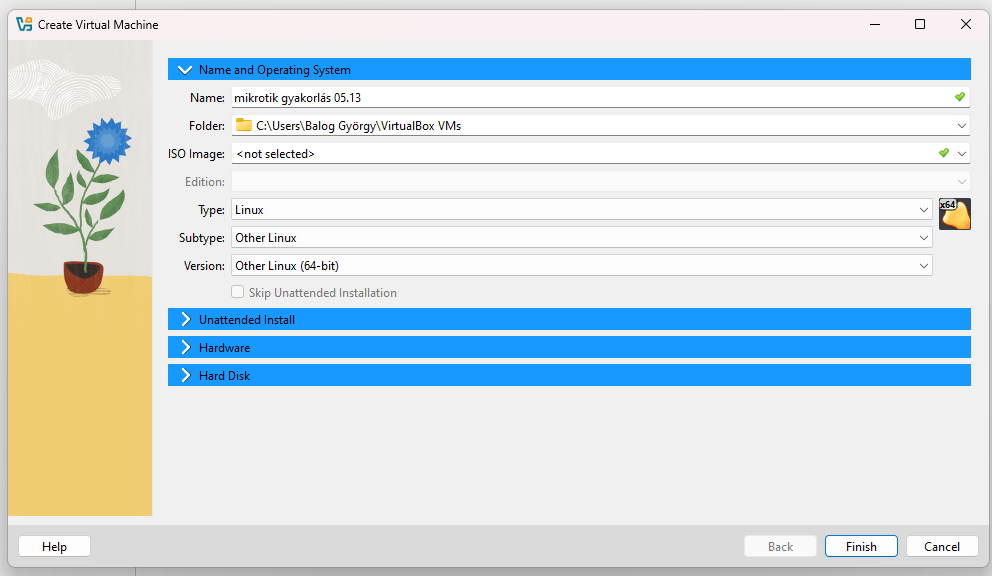 Create Virtual Machine
Name and Operating System
Name: mikrotik gyakorlás 05.13
Folder: C:\Users\Balog György\VirtualBox VMs
ISO Image: <not selected>
Edition:
Type: Linux
x64
Subtype: Other Linux
Version: Other Linux (64-bit)
Skip Unattended Installation
Unattended Install
Hardware
Hard Disk
Help Back Finish Cancel